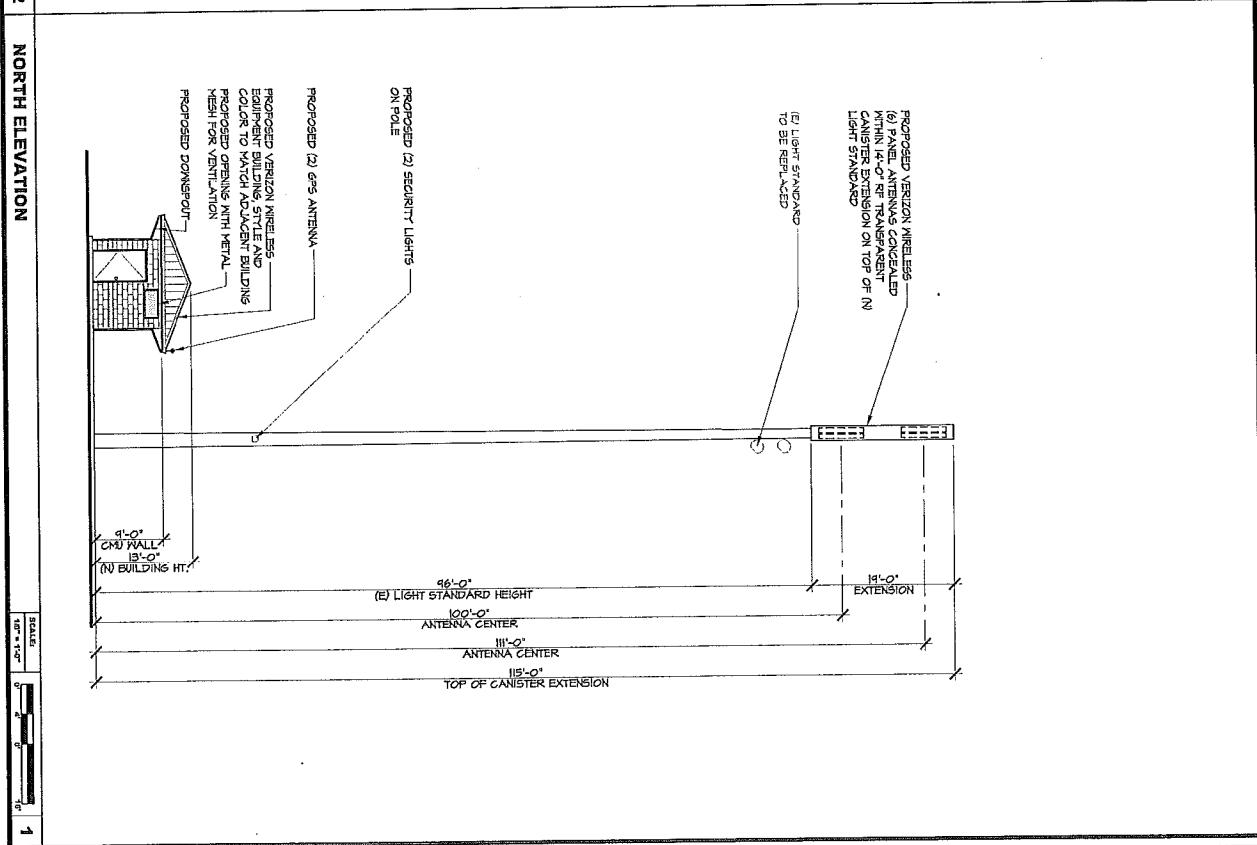 2
NORTH ELEVATION
PROPOSED VERIZON WIRELESS
(6) PANEL ANTENNAS CONCEALED
WITHIN 19'-0" RF TRANSPARENT
CANISTER EXTENSION ON TOP OF (N)
LIGHT STANDARD
(E) LIGHT STANDARD
TO BE REPLACED
PROPOSED (2) SECURITY LIGHTS
ON POLE
PROPOSED (2) GPS ANTENNA
PROPOSED VERIZON WIRELESS
EQUIPMENT BUILDING, STYLE AND
COLOR TO MATCH ADJACENT BUILDING
PROPOSED OPENING WITH METAL
MESH FOR VENTILATION
PROPOSED DOWNSPOUT
9'-0"
CMU WALL
13'-0"
(N) BUILDING HT.
96'-0"
(E) LIGHT STANDARD HEIGHT
19'-0"
EXTENSION
100'-0"
ANTENNA CENTER
111'-0"
ANTENNA CENTER
115'-0"
TOP OF CANISTER EXTENSION
SCALE:
0' 4' 8' 16'
1